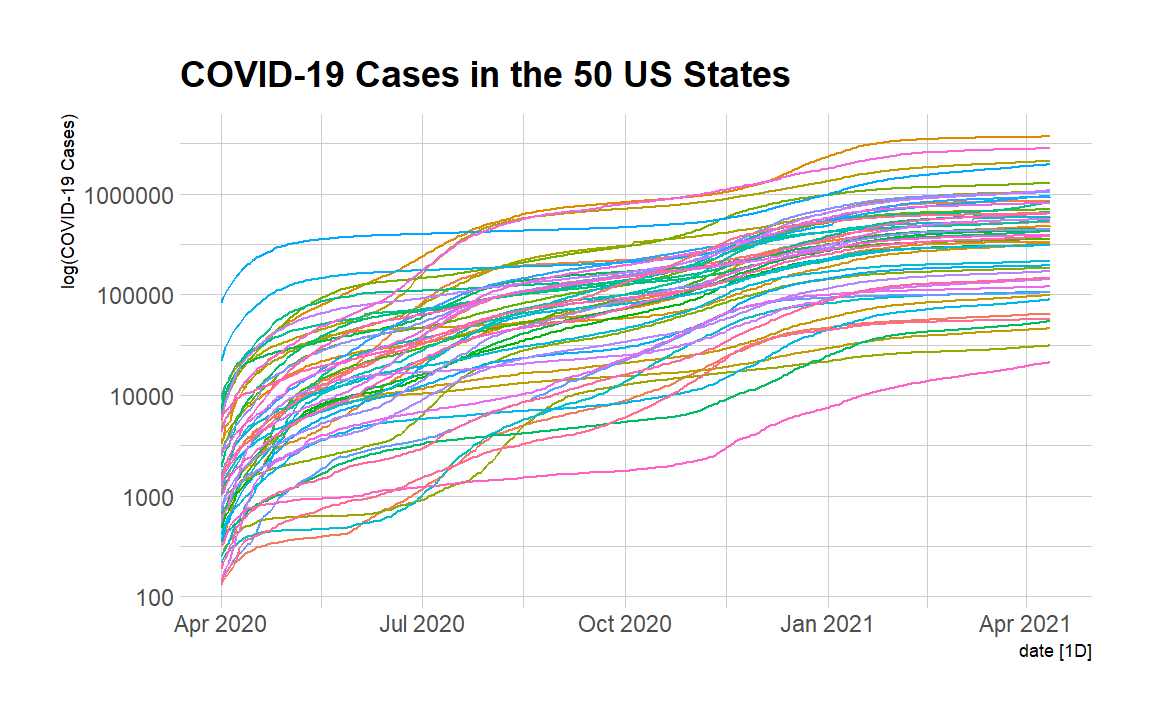 COVID-19 Cases in the 50 US States
log(COVID-19 Cases)
1000000
100000
10000
1000
100
Apr 2020 Jul 2020 Oct 2020 Jan 2021 Apr 2021
date [1D]